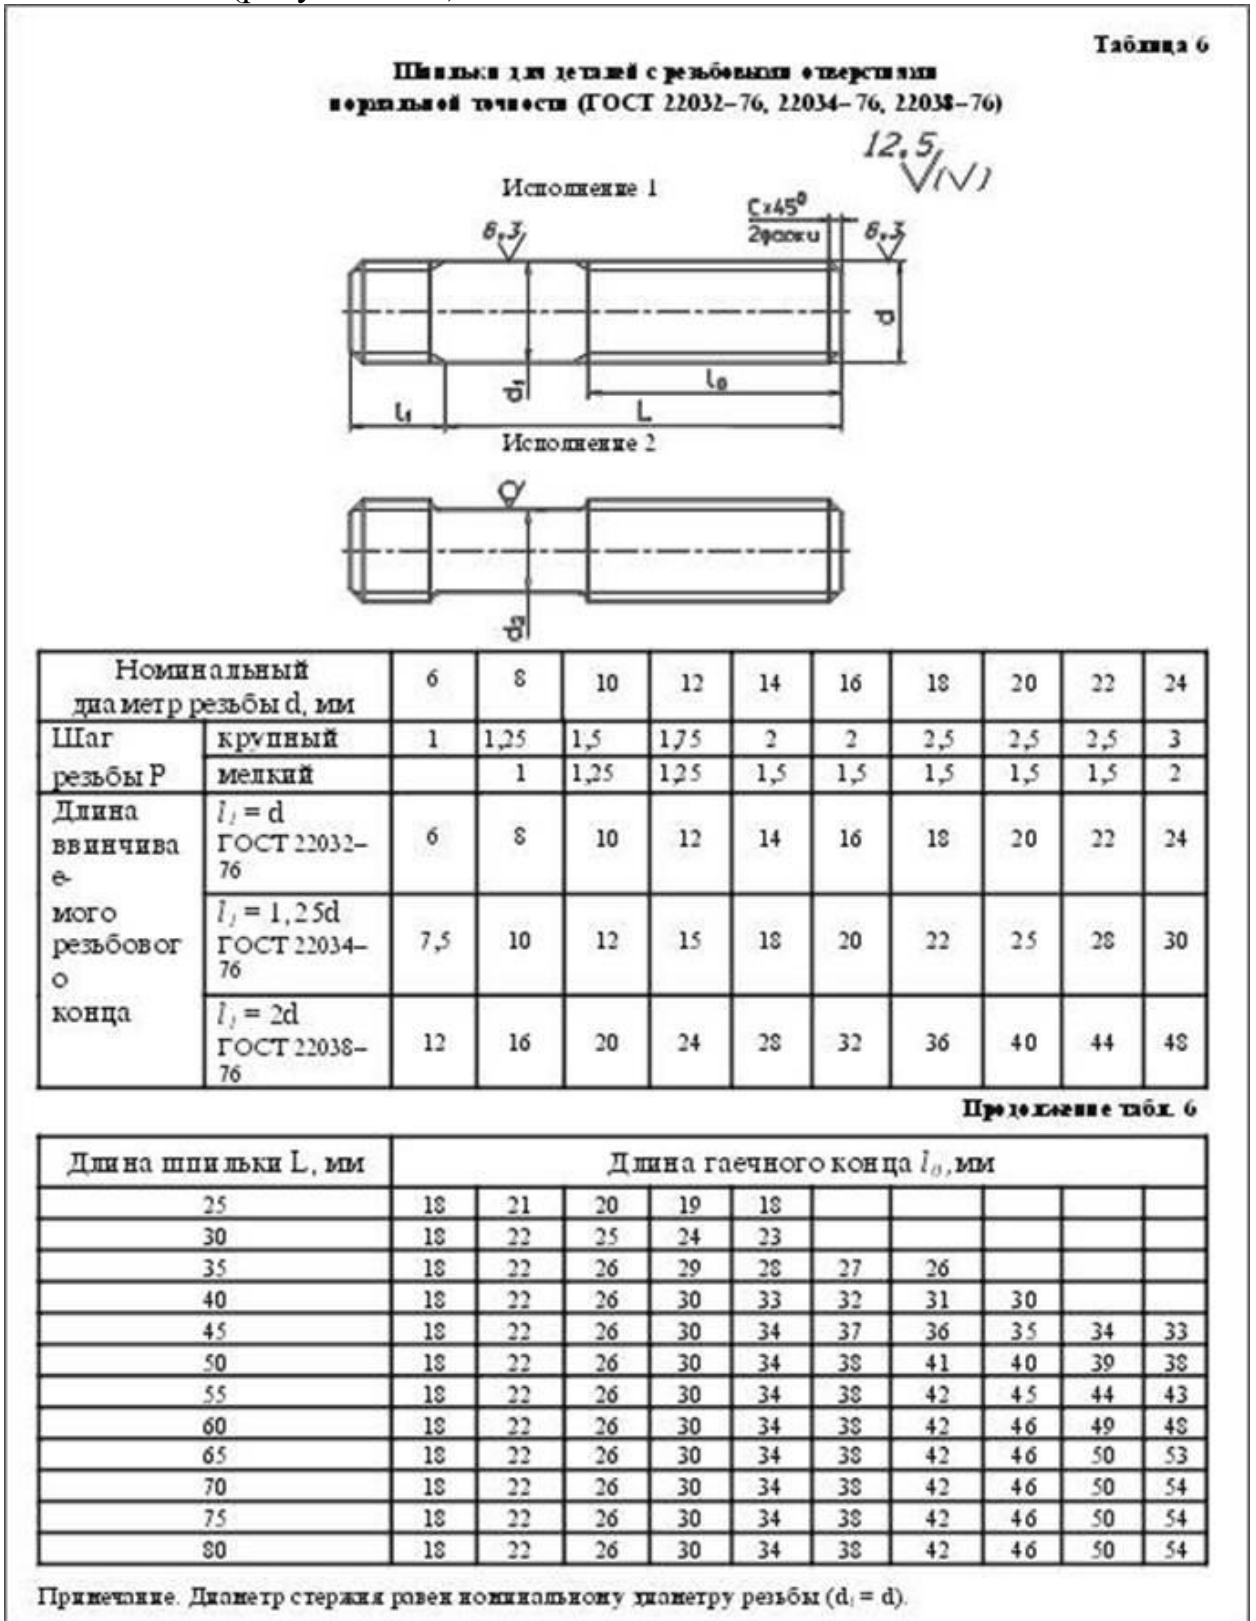 Таблица 6
Шпильки для деталей с резьбовыми отверстиями
нормальной точности (ГОСТ 22032–76, 22034–76, 22038–76)
12.5
(√)
Исполнение 1
Cx45⁰
2фаски
6.3
6.3
d
d₁
l₀
l₁
L
Исполнение 2
d₂
Номинальный 6 8 10 12 14 16 18 20 22 24
диаметр резьбы d, мм
Шаг крупный 1 1,25 1,5 1,75 2 2 2,5 2,5 2,5 3
резьбы P мелкий 1 1,25 1,25 1,5 1,5 1,5 1,5 1,5 2
Длина l₁ = d
ввинчива ГОСТ 22032– 6 8 10 12 14 16 18 20 22 24
е- 76
мого l₁ = 1,25d
резьбовог ГОСТ 22034– 7,5 10 12 15 18 20 22 25 28 30
о 76
конца l₁ = 2d
ГОСТ 22038– 12 16 20 24 28 32 36 40 44 48
76
Продолжение табл. 6
Длина шпильки L, мм Длина гаечного конца l₀, мм
25 18 21 20 19 18
30 18 22 25 24 23
35 18 22 26 29 28 27 26
40 18 22 26 30 33 32 31 30
45 18 22 26 30 34 37 36 35 34 33
50 18 22 26 30 34 38 41 40 39 38
55 18 22 26 30 34 38 42 45 44 43
60 18 22 26 30 34 38 42 46 49 48
65 18 22 26 30 34 38 42 46 50 53
70 18 22 26 30 34 38 42 46 50 54
75 18 22 26 30 34 38 42 46 50 54
80 18 22 26 30 34 38 42 46 50 54
Примечание. Диаметр стержня равен номинальному диаметру резьбы (d₁ = d).